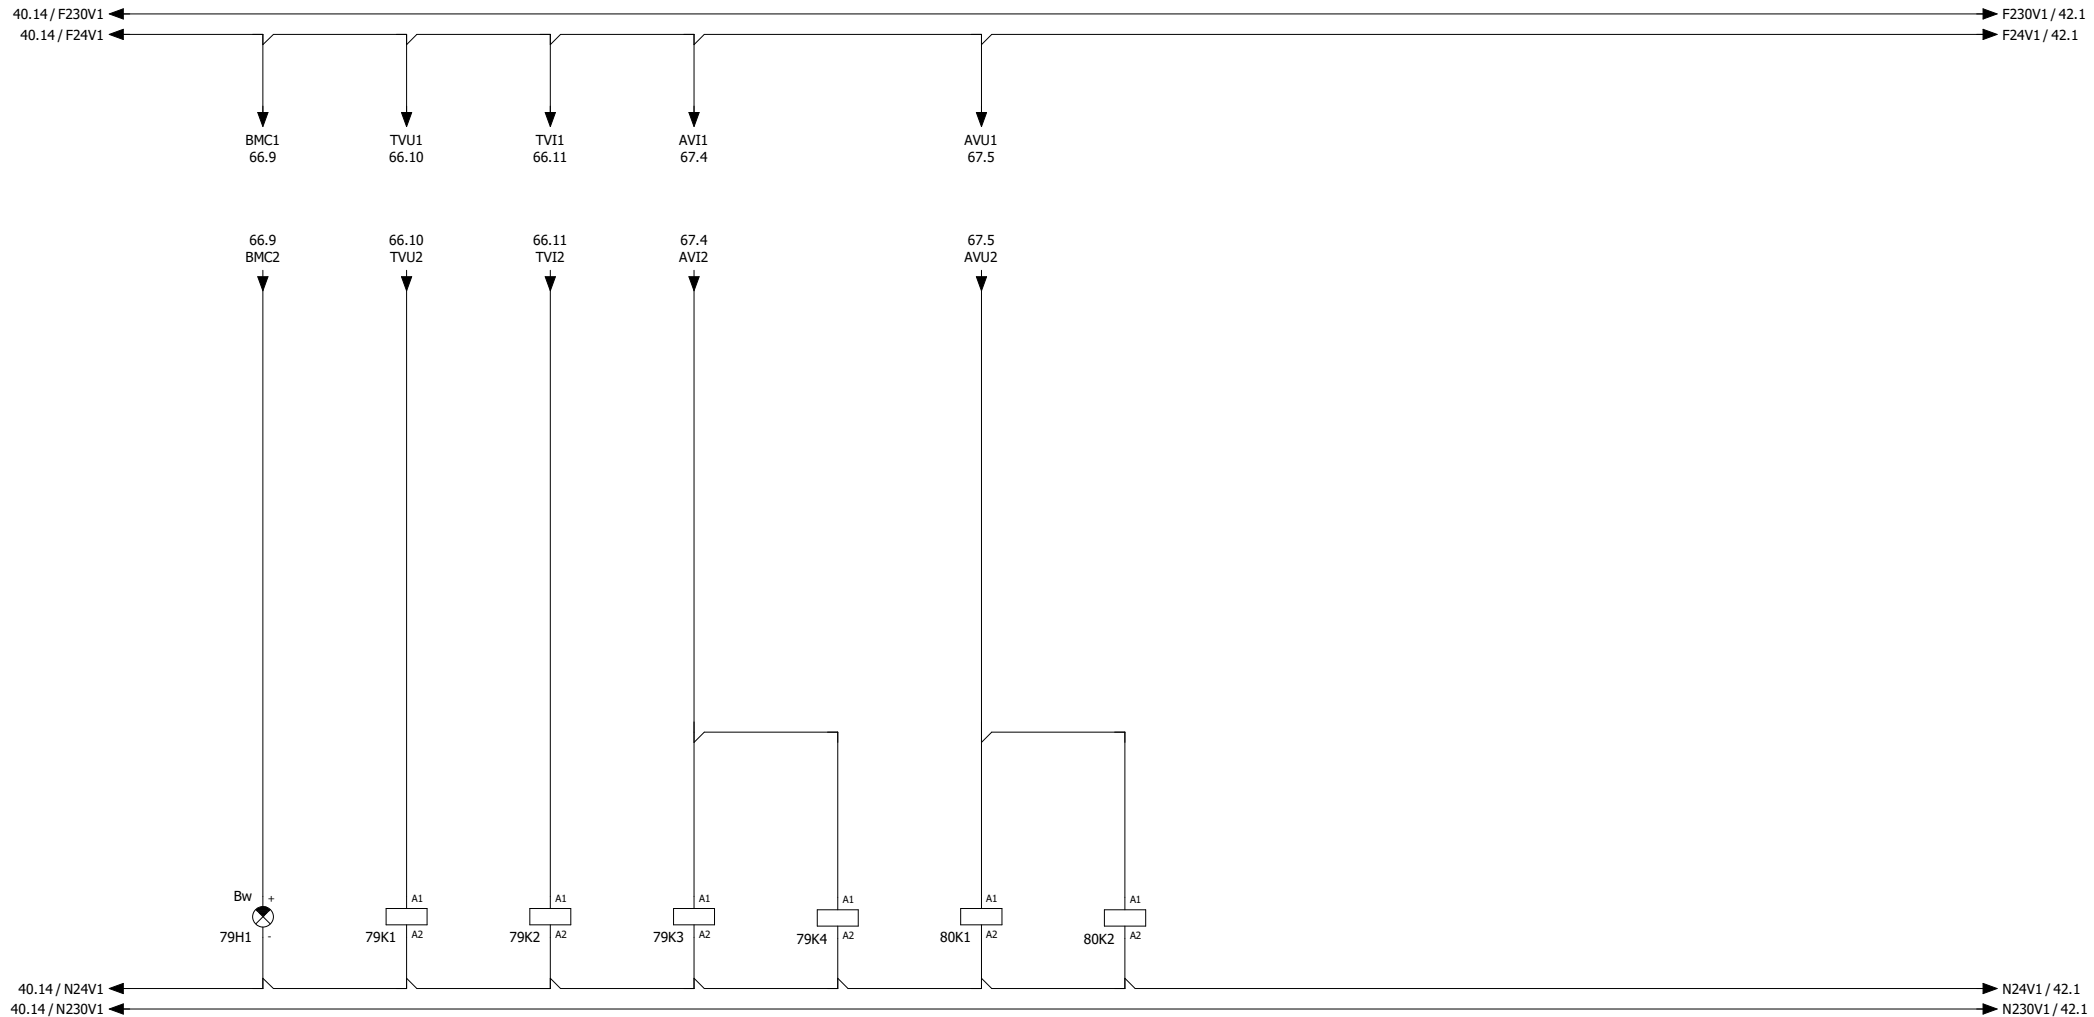 40.14 / F230V1 F230V1 / 42.1
40.14 / F24V1 F24V1 / 42.1
BMC1 TVU1 TVI1 AVI1 AVU1
66.9 66.10 66.11 67.4 67.5
66.9 66.10 66.11 67.4 67.5
BMC2 TVU2 TVI2 AVI2 AVU2
Bw + A1 A1 A1 A1 A1 A1
79H1 - 79K1 A2 79K2 A2 79K3 A2 79K4 A2 80K1 A2 80K2 A2
40.14 / N24V1 N24V1 / 42.1
40.14 / N230V1 N230V1 / 42.1